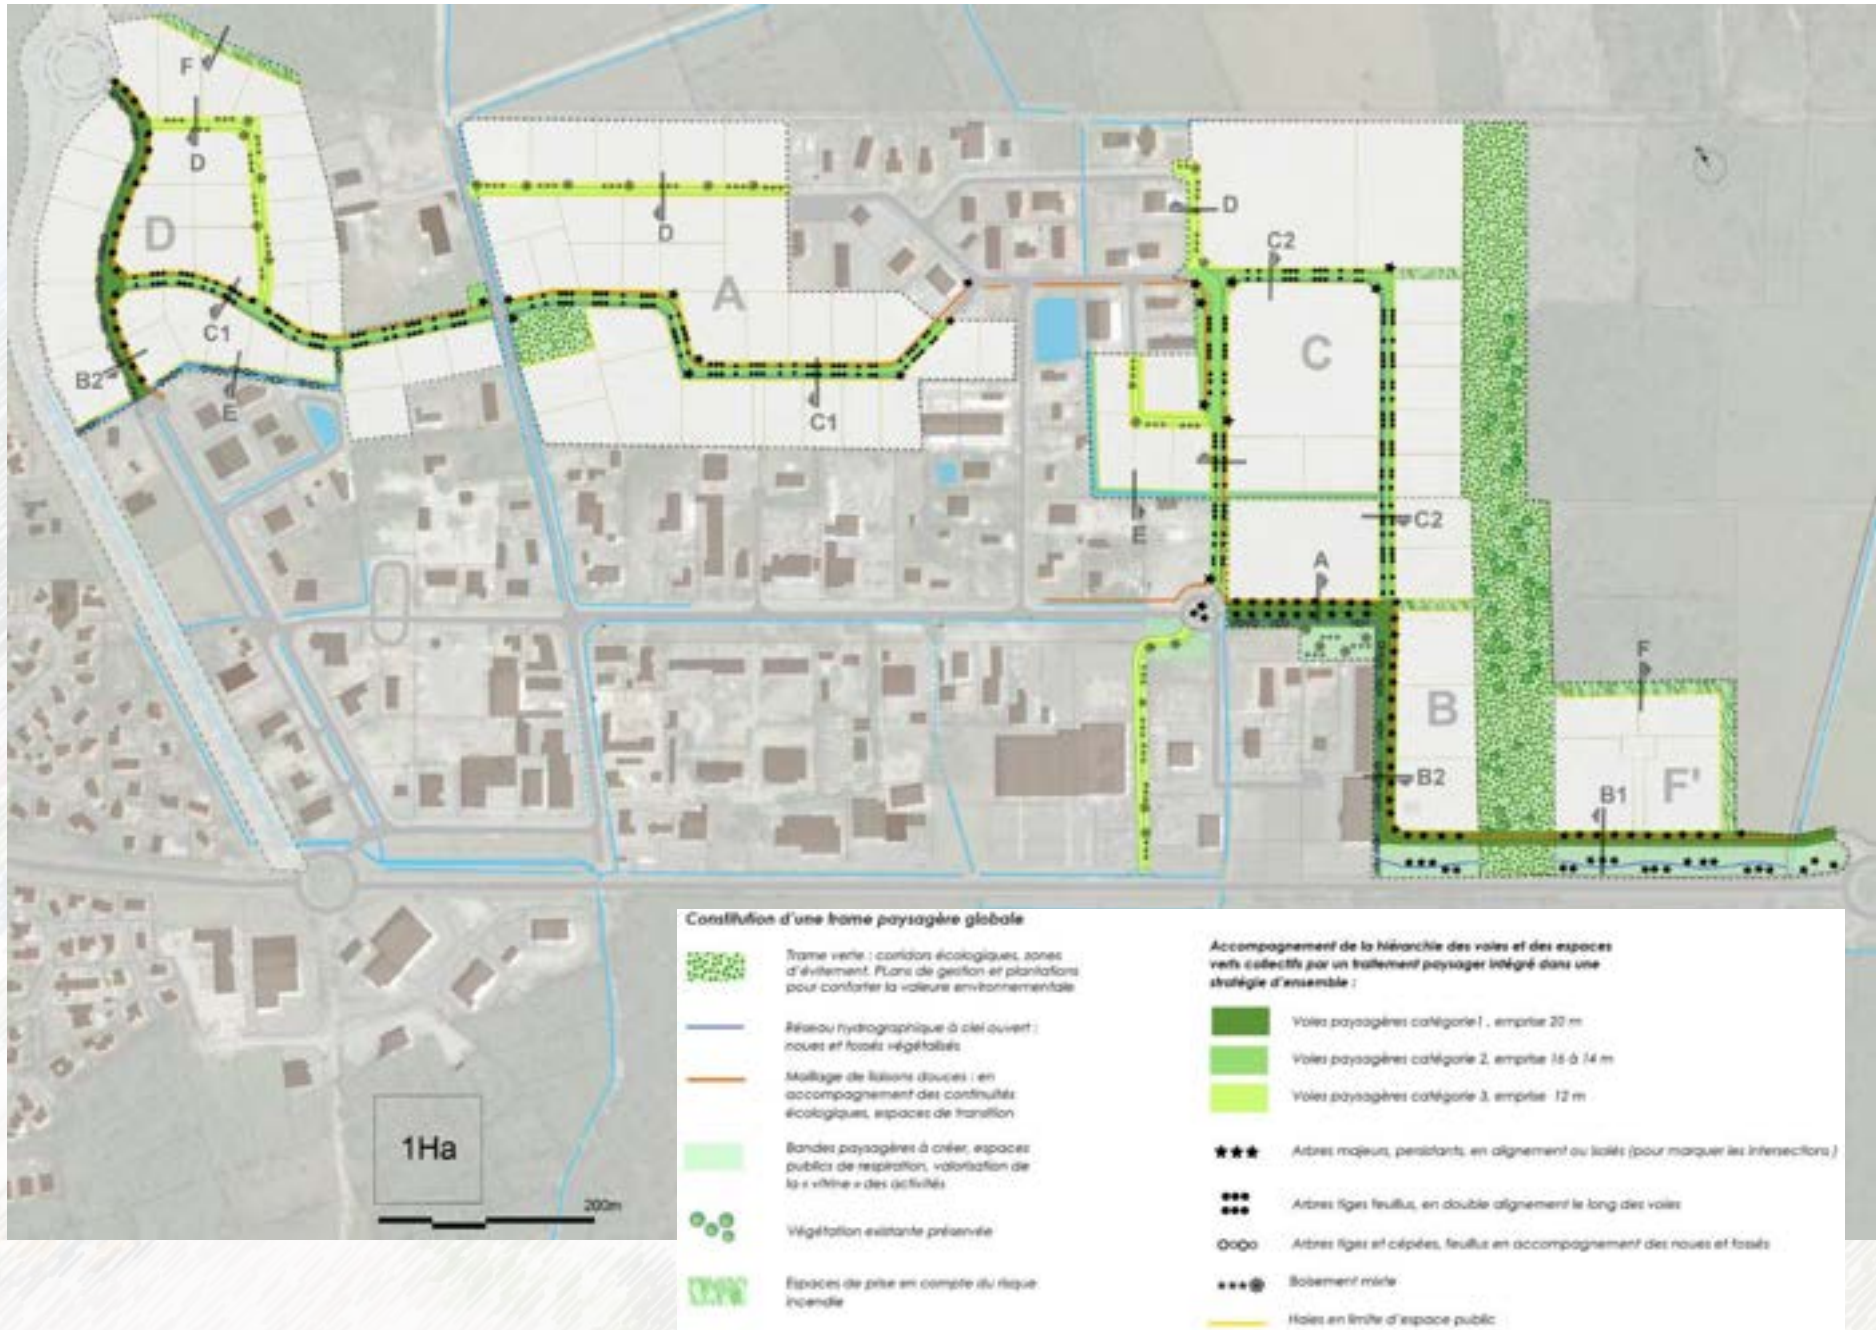 F
D
D
C1
B2
E
D
A
C1
D
C2
C
E
C2
A
B
B2
F
B1
F'
1Ha
200m
Constitution d'une trame paysagère globale
Trame verte : corridors écologiques, zones
d'évitement. PLans de gestion et plantations
pour conforter la valeure environnementale
Réseau hydrographique à ciel ouvert :
noues et fossés végétalisés
Maillage de liaisons douces : en
accompagnement des continuités
écologiques, espaces de transition
Bandes paysagères à créer, espaces
publics de respiration, valorisation de
la « vitrine » des activités
Végétation existante préservée
Espaces de prise en compte du risque
incendie
Accompagnement de la hiérarchie des voies et des espaces
verts collectifs par un traitement paysager intégré dans une
stratégie d'ensemble :
Voies paysagères catégorie1 , emprise 20 m
Voies paysagères catégorie 2, emprise 16 à 14 m
Voies paysagères catégorie 3, emprise 12 m
Arbres majeurs, persistants, en alignement ou isolés (pour marquer les intersections )
Arbres tiges feuillus, en double alignement le long des voies
Arbres tiges et cépées, feuillus en accompagnement des noues et fossés
Boisement mixte
Haies en limite d'espace public